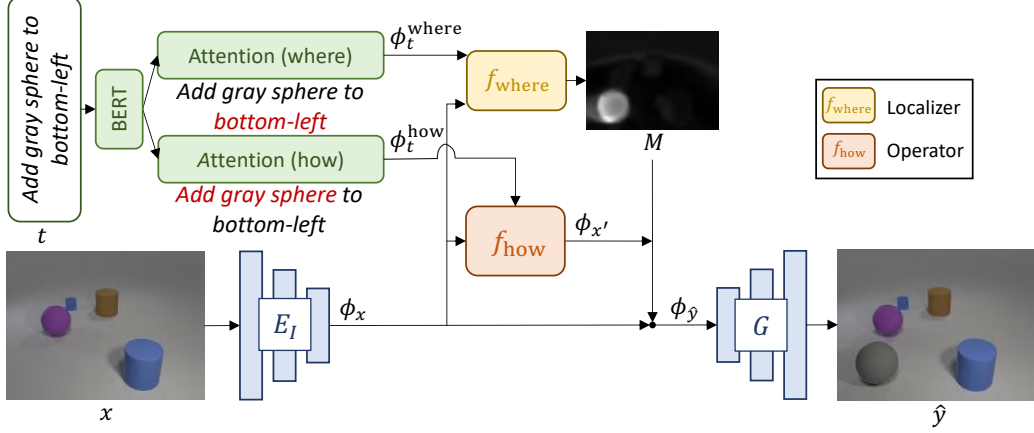 Add gray sphere to
bottom-left
t
BERT
Attention (where)
Add gray sphere to
bottom-left
Attention (how)
Add gray sphere to
bottom-left
ϕ_t^where
ϕ_t^how
f_where
f_how
M
f_where Localizer
f_how Operator
ϕ_x'
x
E_I
ϕ_x
ϕ_ŷ
G
ŷ